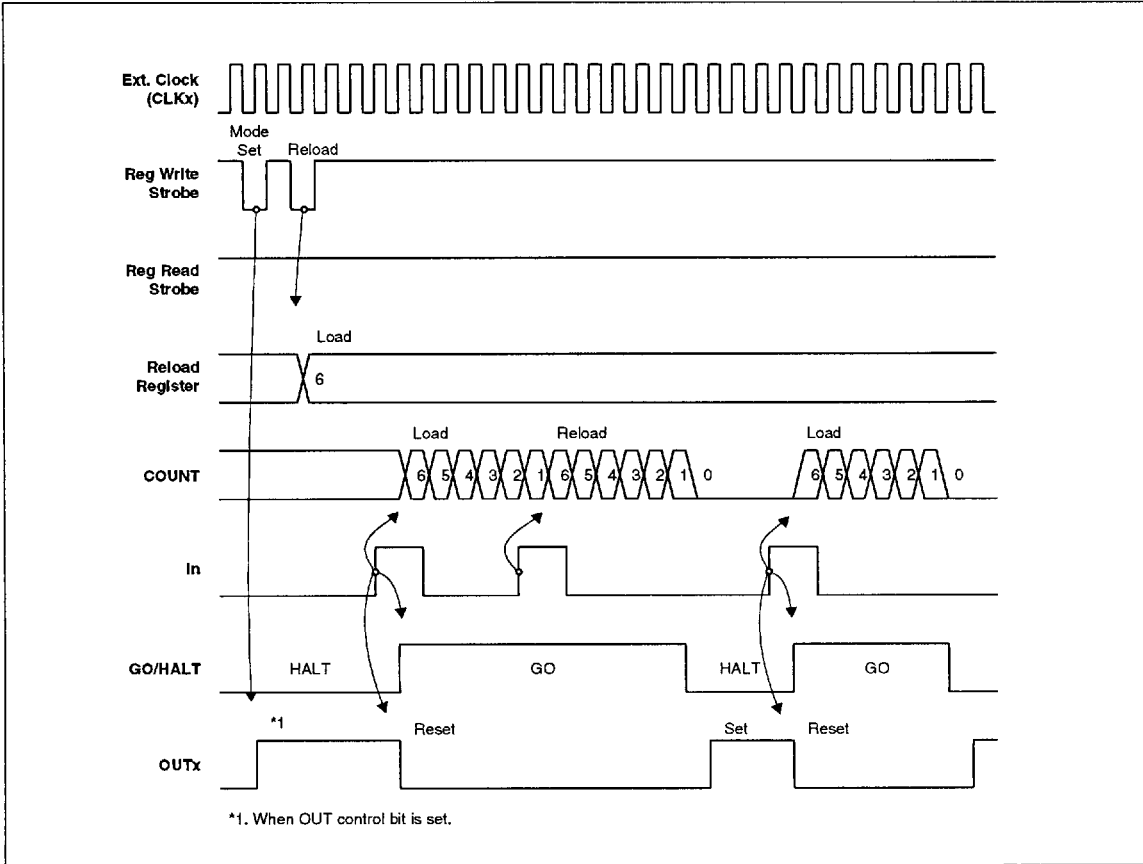 Ext. Clock
(CLKx)
Mode
Set
Reload
Reg Write
Strobe
Reg Read
Strobe
Load
Reload
Register
6
Load
Reload
Load
COUNT
6 5 4 3 2 1 6 5 4 3 2 1 0
6 5 4 3 2 1 0
In
GO/HALT
HALT
GO
HALT
GO
*1
Reset
Set
Reset
OUTx
*1. When OUT control bit is set.